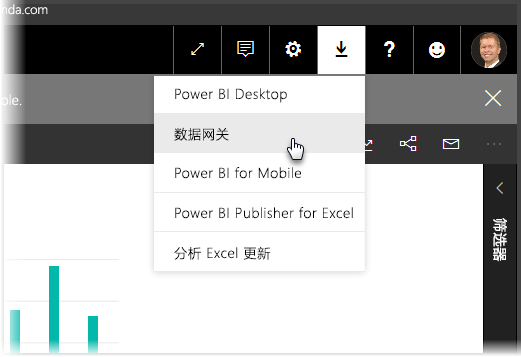 nda.com
ole.
Power BI Desktop
数据网关
Power BI for Mobile
Power BI Publisher for Excel
分析 Excel 更新
筛选器